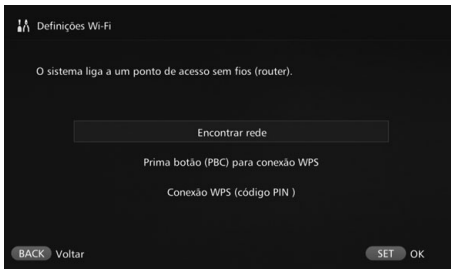 Definições Wi-Fi
O sistema liga a um ponto de acesso sem fios (router).
Encontrar rede
Prima botão (PBC) para conexão WPS
Conexão WPS (código PIN )
BACK Voltar
SET OK